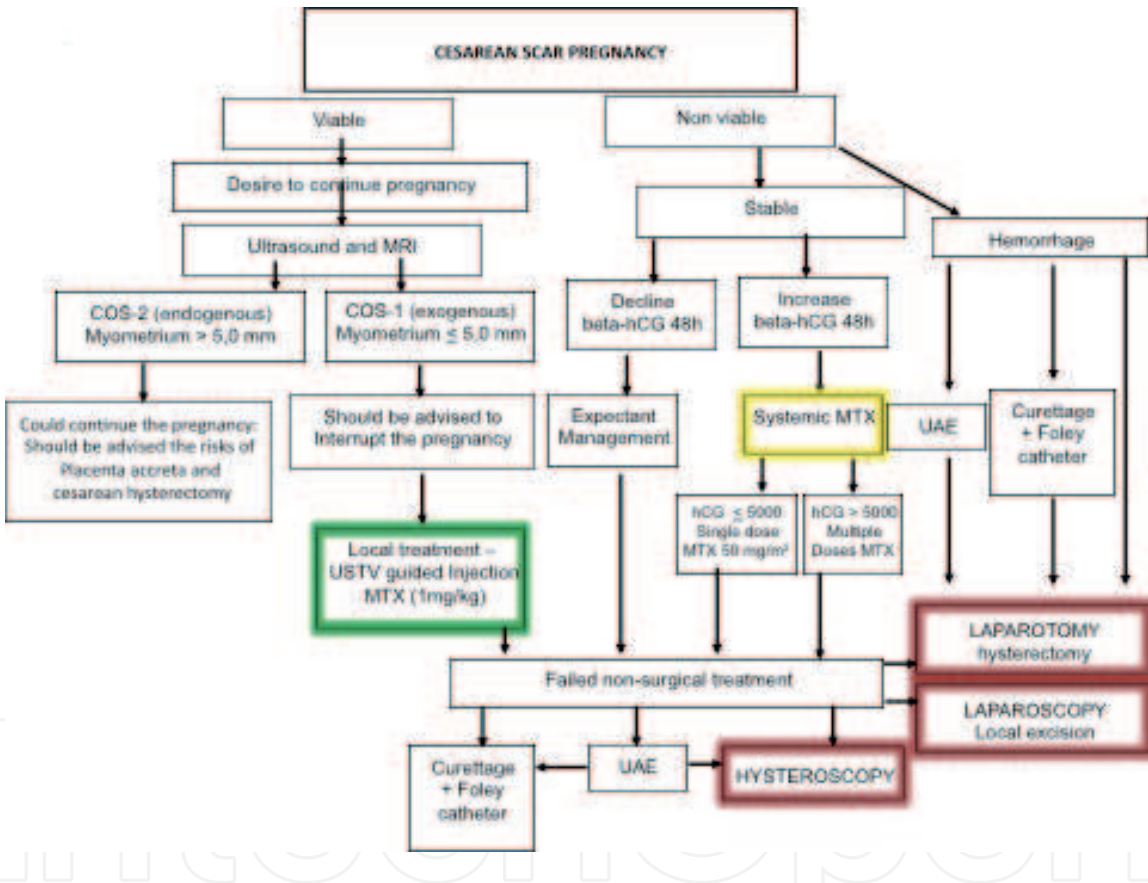 CESAREAN SCAR PREGNANCY
Viable
Non viable
Desire to continue pregnancy
Stable
Ultrasound and MRI
Hemorrhage
COS-2 (endogenous)
Myometrium > 5,0 mm
COS-1 (exogenous)
Myometrium ≤ 5,0 mm
Decline
beta-hCG 48h
Increase
beta-hCG 48h
Could continue the pregnancy:
Should be advised the risks of
Placenta accreta and
cesarean hysterectomy
Should be advised to
Interrupt the pregnancy
Expectant
Management
Systemic MTX
UAE
Curettage
+ Foley
catheter
hCG ≤ 5000
Single dose
MTX 50 mg/m²
hCG > 5000
Multiple
Doses MTX
Local treatment –
USTV guided Injection
MTX (1mg/kg)
LAPAROTOMY
hysterectomy
Failed non-surgical treatment
LAPAROSCOPY
Local excision
Curettage
+ Foley
catheter
UAE
HYSTEROSCOPY